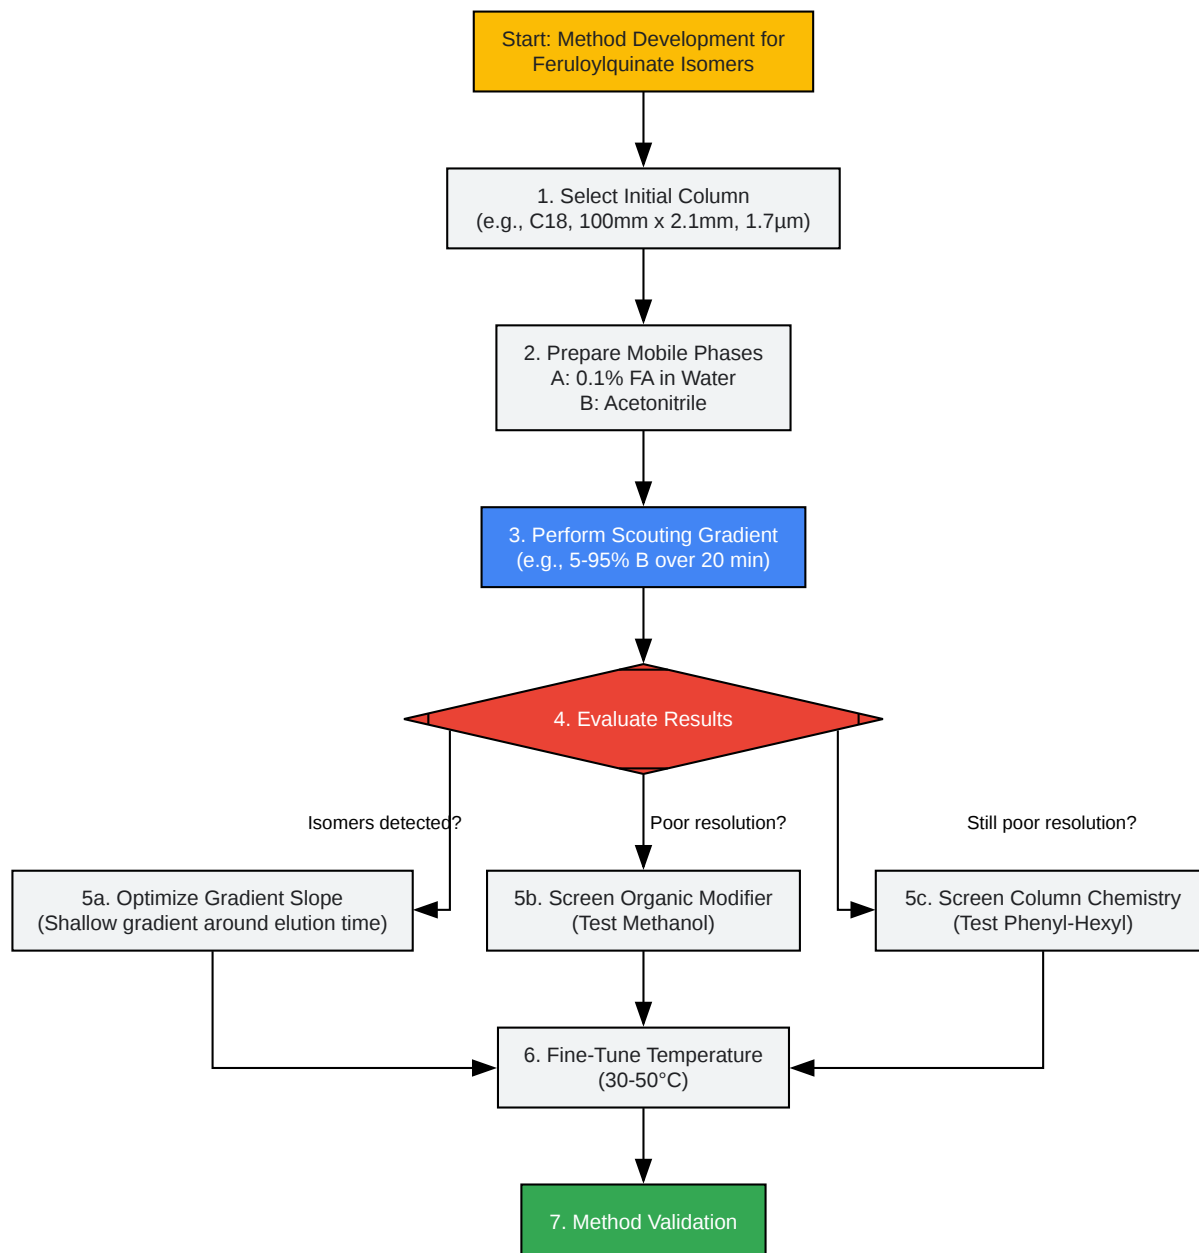 Start: Method Development for
Feruloylquinate Isomers
1. Select Initial Column
(e.g., C18, 100mm x 2.1mm, 1.7µm)
2. Prepare Mobile Phases
A: 0.1% FA in Water
B: Acetonitrile
3. Perform Scouting Gradient
(e.g., 5-95% B over 20 min)
4. Evaluate Results
Isomers detected?
Poor resolution?
Still poor resolution?
5a. Optimize Gradient Slope
(Shallow gradient around elution time)
5b. Screen Organic Modifier
(Test Methanol)
5c. Screen Column Chemistry
(Test Phenyl-Hexyl)
6. Fine-Tune Temperature
(30-50°C)
7. Method Validation